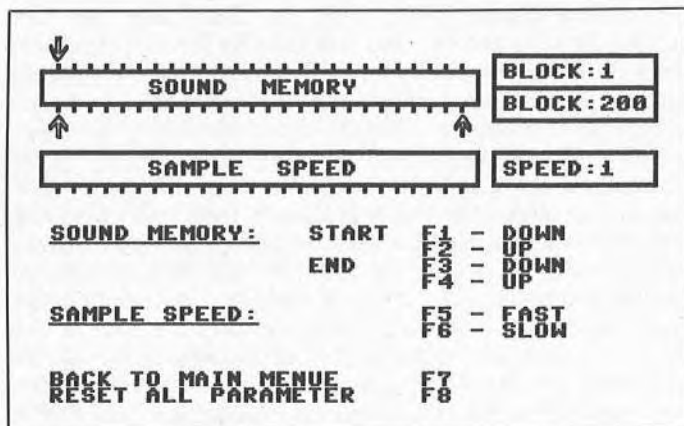 BLOCK:1
SOUND MEMORY
BLOCK:200
SAMPLE SPEED SPEED:1
SOUND MEMORY: START F1 - DOWN
F2 - UP
END F3 - DOWN
F4 - UP
SAMPLE SPEED: F5 - FAST
F6 - SLOW
BACK TO MAIN MENUE F7
RESET ALL PARAMETER F8